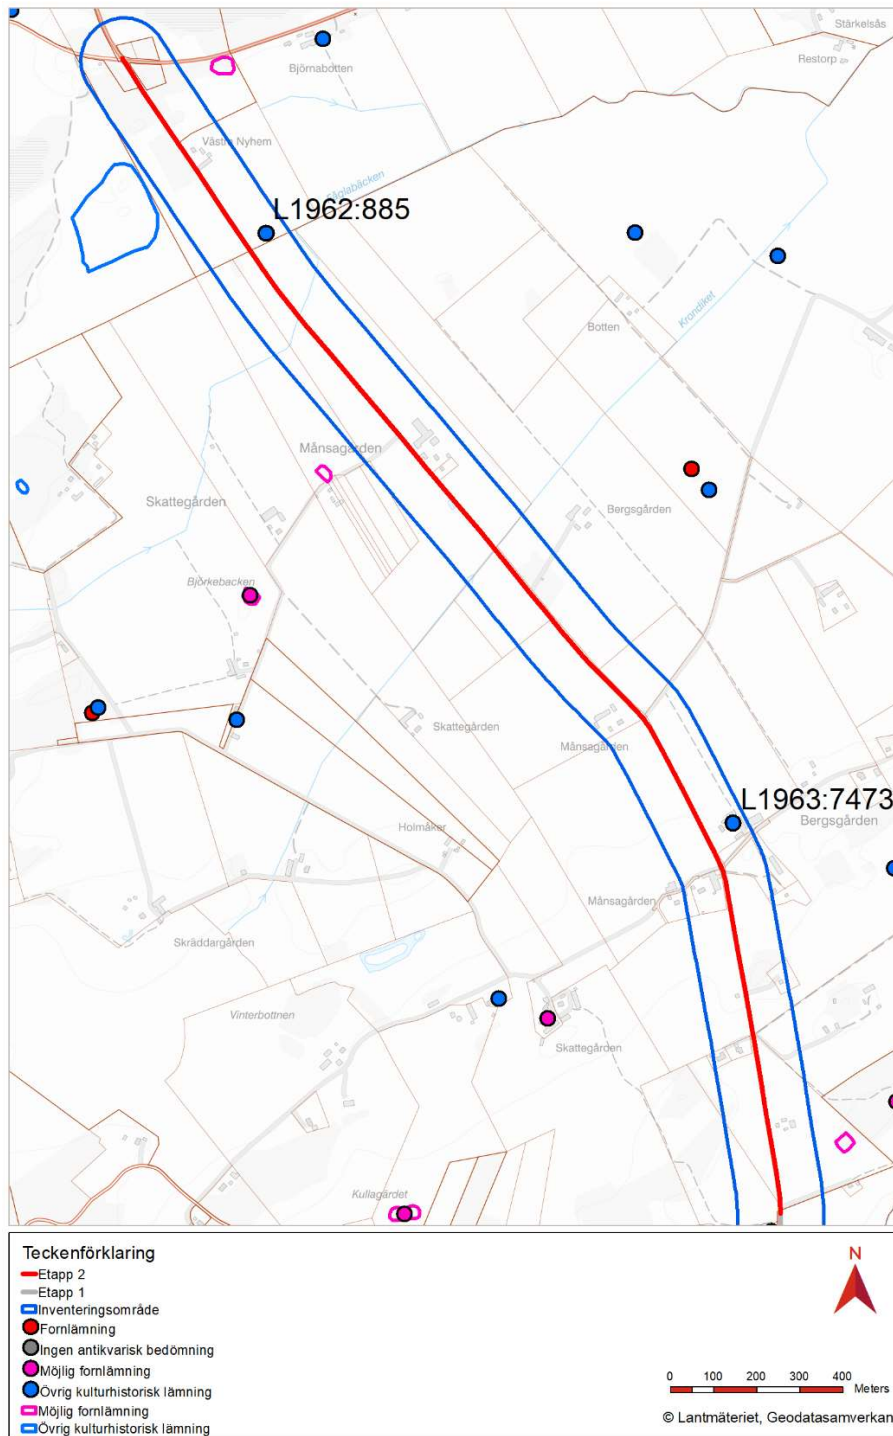 Stärkelsås
Björnabotten
Restorp
Västra Nyhem
Fåglabäcken
L1962:885
Krondiket
Botten
Månsagården
Skattegården
Bergsgården
Björkebacken
Skattegården
Månsagården
L1963:7473
Bergsgården
Holmåker
Månsagården
Skräddargården
Vinterbottnen
Skattegården
Kullagärdet
Teckenförklaring
Etapp 2
Etapp 1
Inventeringsområde
Fornlämning
Ingen antikvarisk bedömning
Möjlig fornlämning
Övrig kulturhistorisk lämning
Möjlig fornlämning
Övrig kulturhistorisk lämning
N
0 100 200 300 400
Meters
© Lantmäteriet, Geodatasamverkan